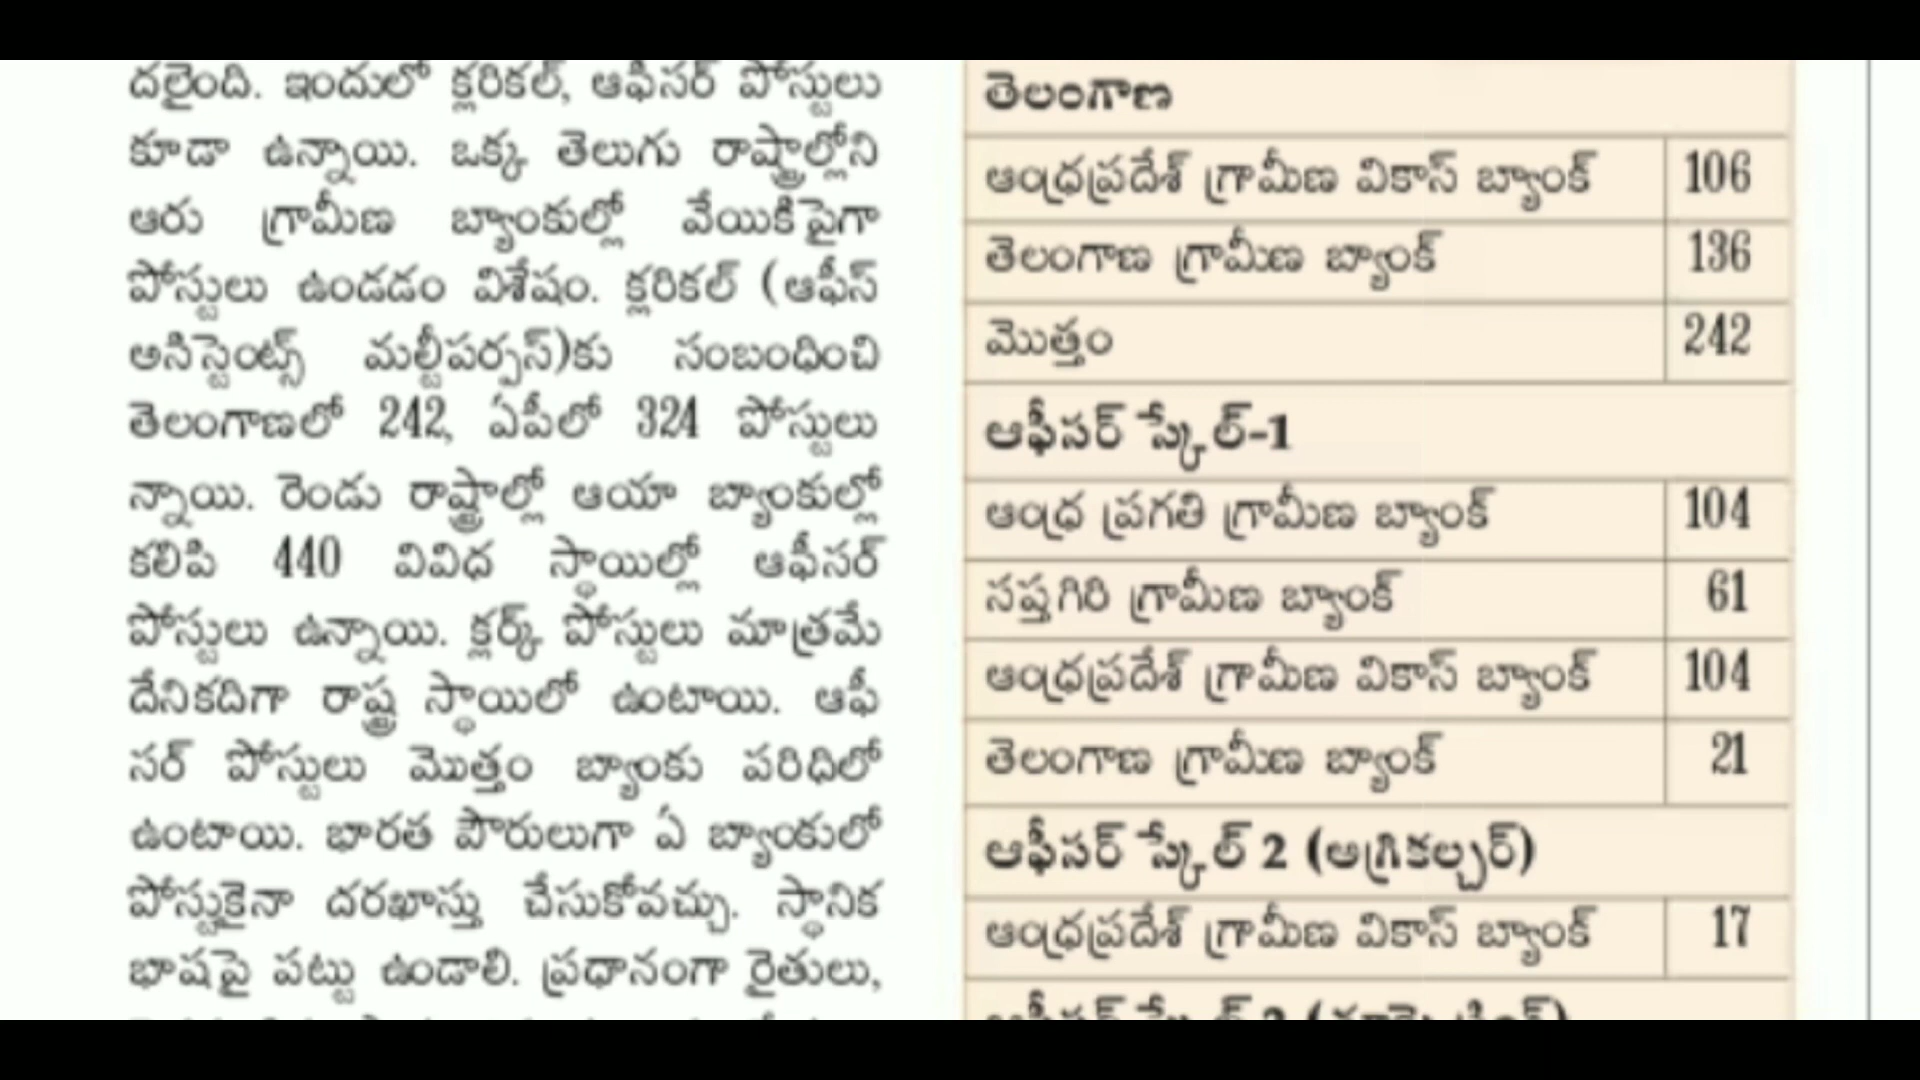 దలైంది. ఇందులో క్లరికల్, ఆఫీసర్ పోస్టులు
కూడా ఉన్నాయి. ఒక్క తెలుగు రాష్ట్రాల్లోని
ఆరు గ్రామీణ బ్యాంకుల్లో వేయికిపైగా
పోస్టులు ఉండడం విశేషం. క్లరికల్ (ఆఫీస్
అసిస్టెంట్స్ మల్టీపర్పస్)కు సంబంధించి
తెలంగాణలో 242, ఏపీలో 324 పోస్టులు
న్నాయి. రెండు రాష్ట్రాల్లో ఆయా బ్యాంకుల్లో
కలిపి 440 వివిధ స్థాయిల్లో ఆఫీసర్
పోస్టులు ఉన్నాయి. క్లర్క్ పోస్టులు మాత్రమే
దేనికదిగా రాష్ట్ర స్థాయిలో ఉంటాయి. ఆఫీ
సర్ పోస్టులు మొత్తం బ్యాంకు పరిధిలో
ఉంటాయి. భారత పౌరులుగా ఏ బ్యాంకులో
పోస్టుకైనా దరఖాస్తు చేసుకోవచ్చు. స్థానిక
భాషపై పట్టు ఉండాలి. ప్రధానంగా రైతులు,
తెలంగాణ
ఆంధ్రప్రదేశ్ గ్రామీణ వికాస్ బ్యాంక్ 106
తెలంగాణ గ్రామీణ బ్యాంక్ 136
మొత్తం 242
ఆఫీసర్ స్కేల్-1
ఆంధ్ర ప్రగతి గ్రామీణ బ్యాంక్ 104
సప్తగిరి గ్రామీణ బ్యాంక్ 61
ఆంధ్రప్రదేశ్ గ్రామీణ వికాస్ బ్యాంక్ 104
తెలంగాణ గ్రామీణ బ్యాంక్ 21
ఆఫీసర్ స్కేల్ 2 (అగ్రికల్చర్)
ఆంధ్రప్రదేశ్ గ్రామీణ వికాస్ బ్యాంక్ 17
ఆఫీసర్ స్కేల్ 2